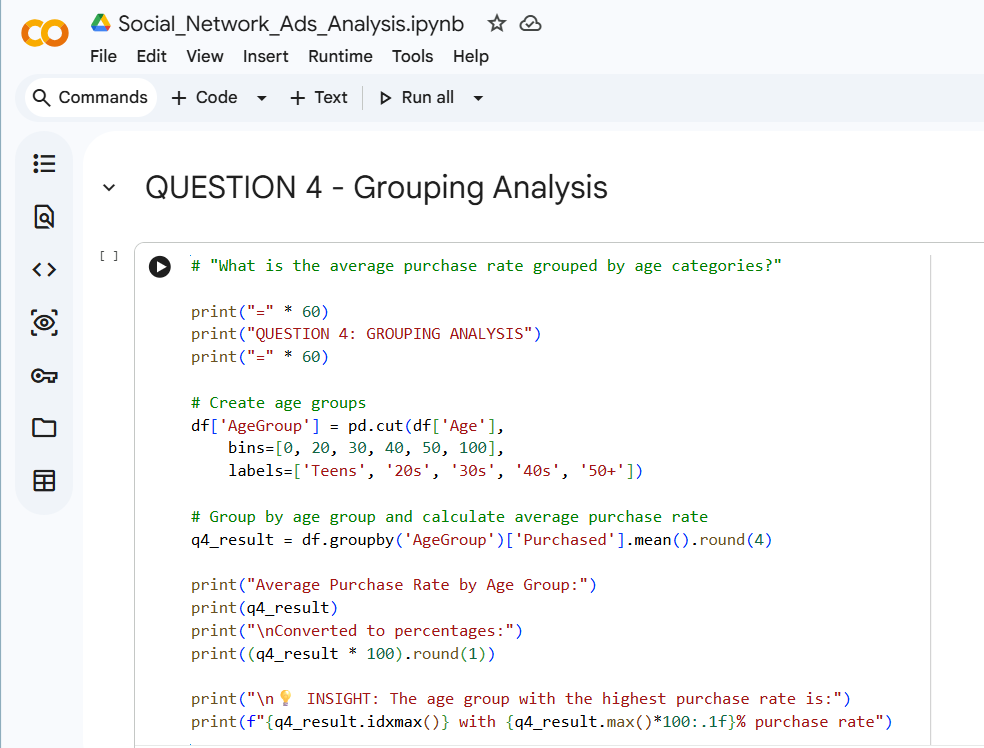 Social_Network_Ads_Analysis.ipynb
File Edit View Insert Runtime Tools Help
Commands + Code + Text Run all
QUESTION 4 - Grouping Analysis
[ ]
# "What is the average purchase rate grouped by age categories?"
print("=" * 60)
print("QUESTION 4: GROUPING ANALYSIS")
print("=" * 60)
# Create age groups
df['AgeGroup'] = pd.cut(df['Age'],
    bins=[0, 20, 30, 40, 50, 100],
    labels=['Teens', '20s', '30s', '40s', '50+'])
# Group by age group and calculate average purchase rate
q4_result = df.groupby('AgeGroup')['Purchased'].mean().round(4)
print("Average Purchase Rate by Age Group:")
print(q4_result)
print("\nConverted to percentages:")
print((q4_result * 100).round(1))
print("\n💡 INSIGHT: The age group with the highest purchase rate is:")
print(f"{q4_result.idxmax()} with {q4_result.max()*100:.1f}% purchase rate")